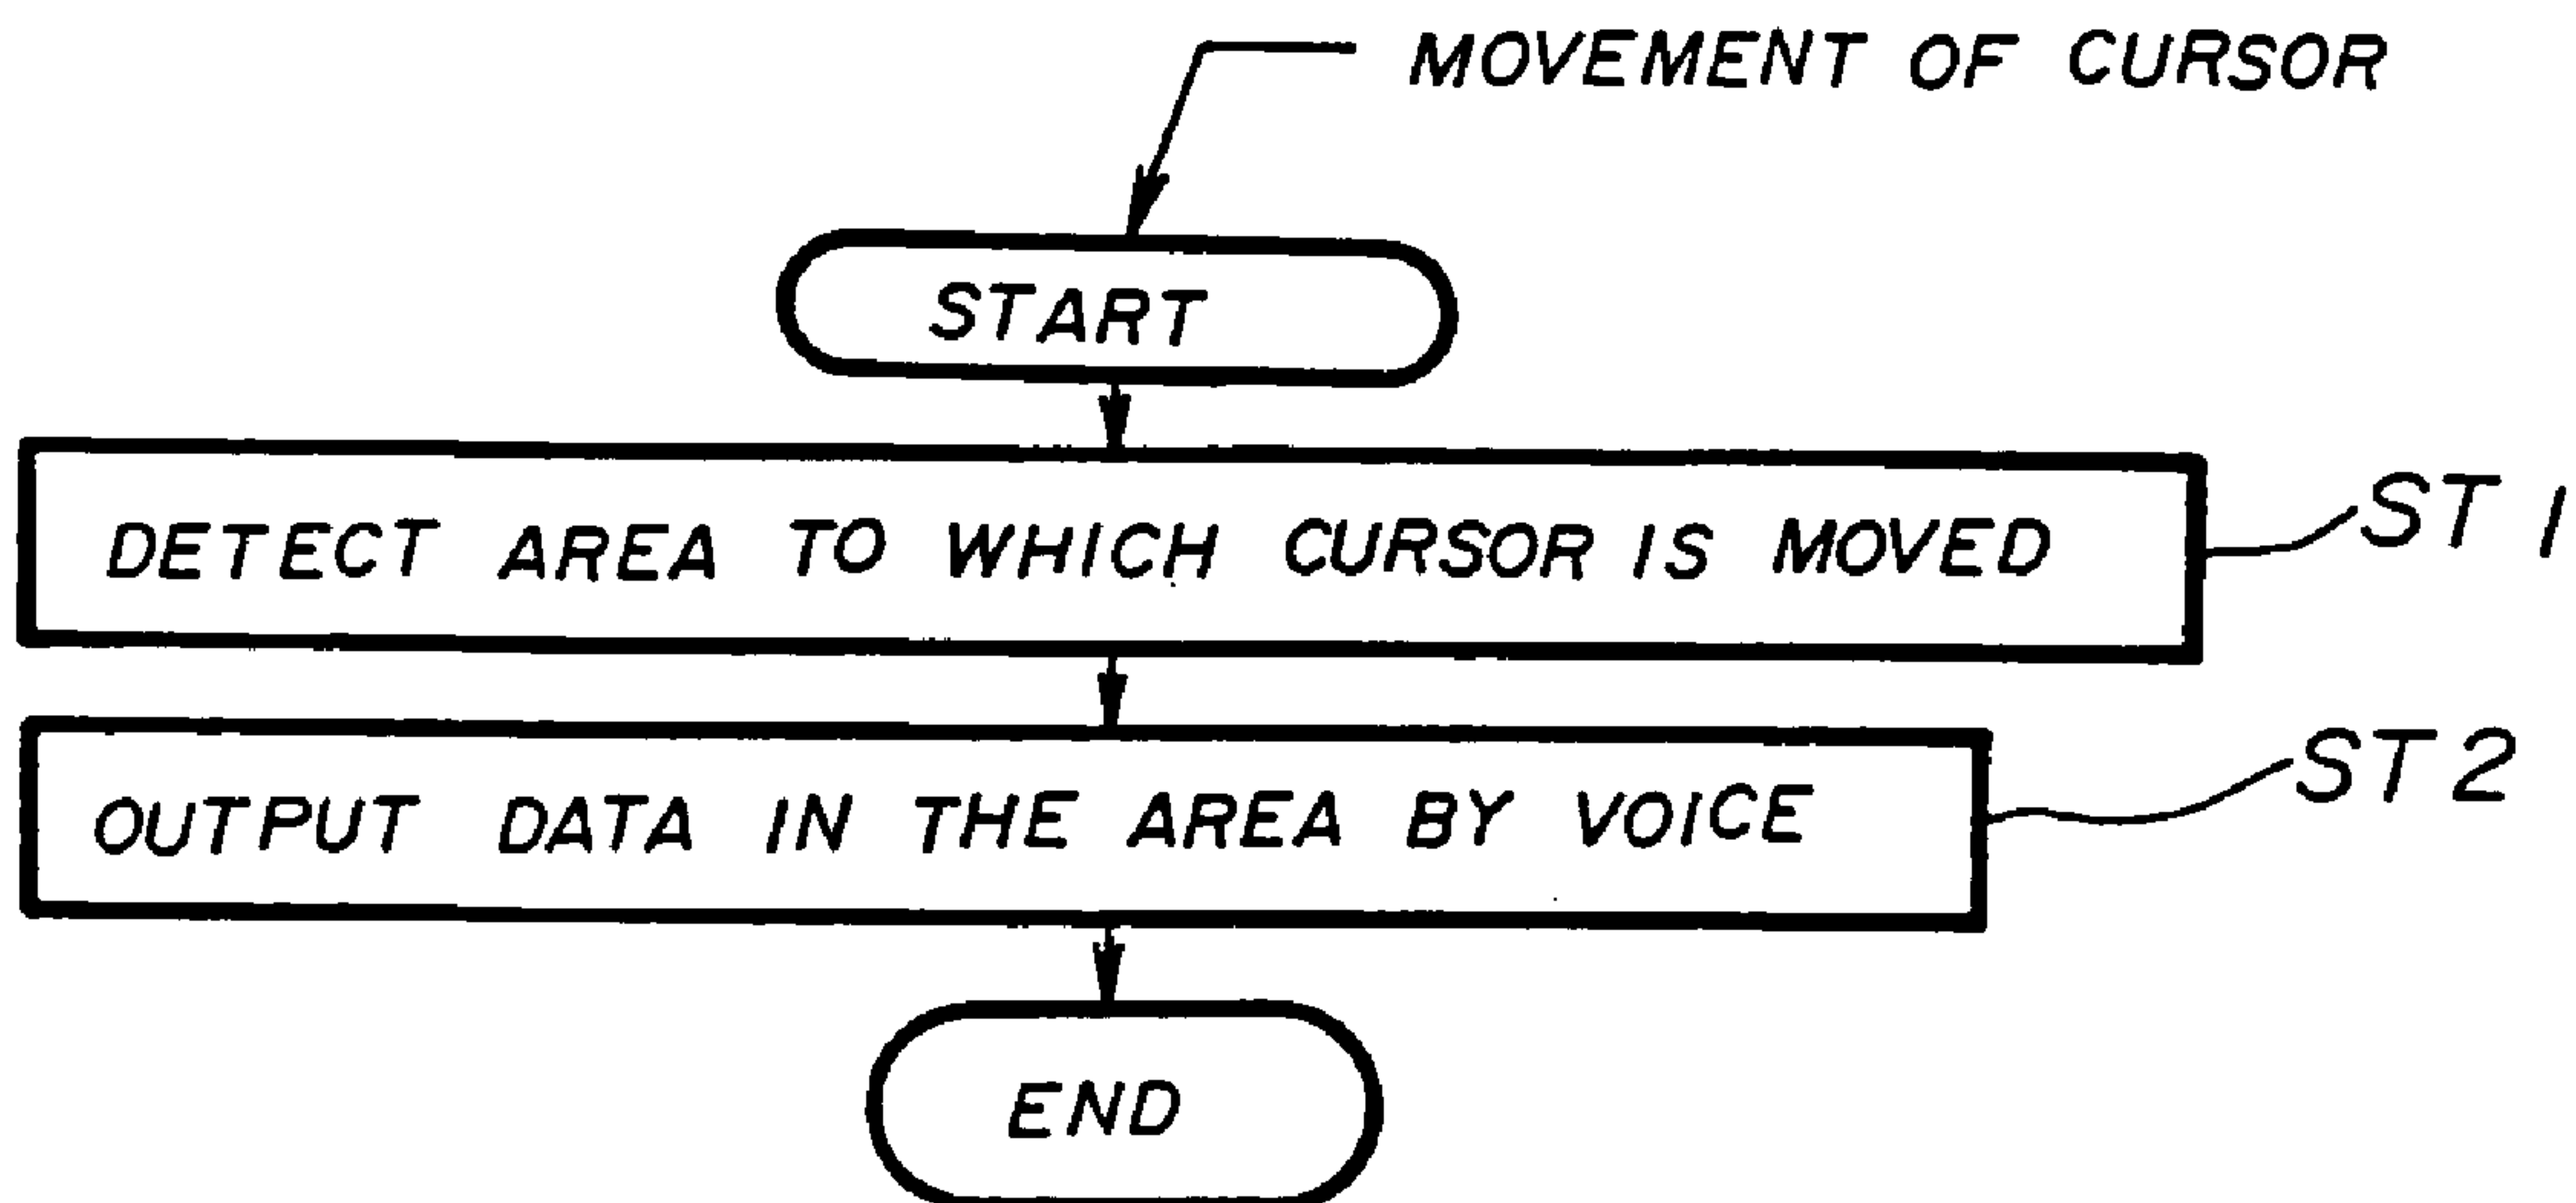 MOVEMENT OF CURSOR
START
DETECT AREA TO WHICH CURSOR IS MOVED
ST 1
OUTPUT DATA IN THE AREA BY VOICE
ST 2
END